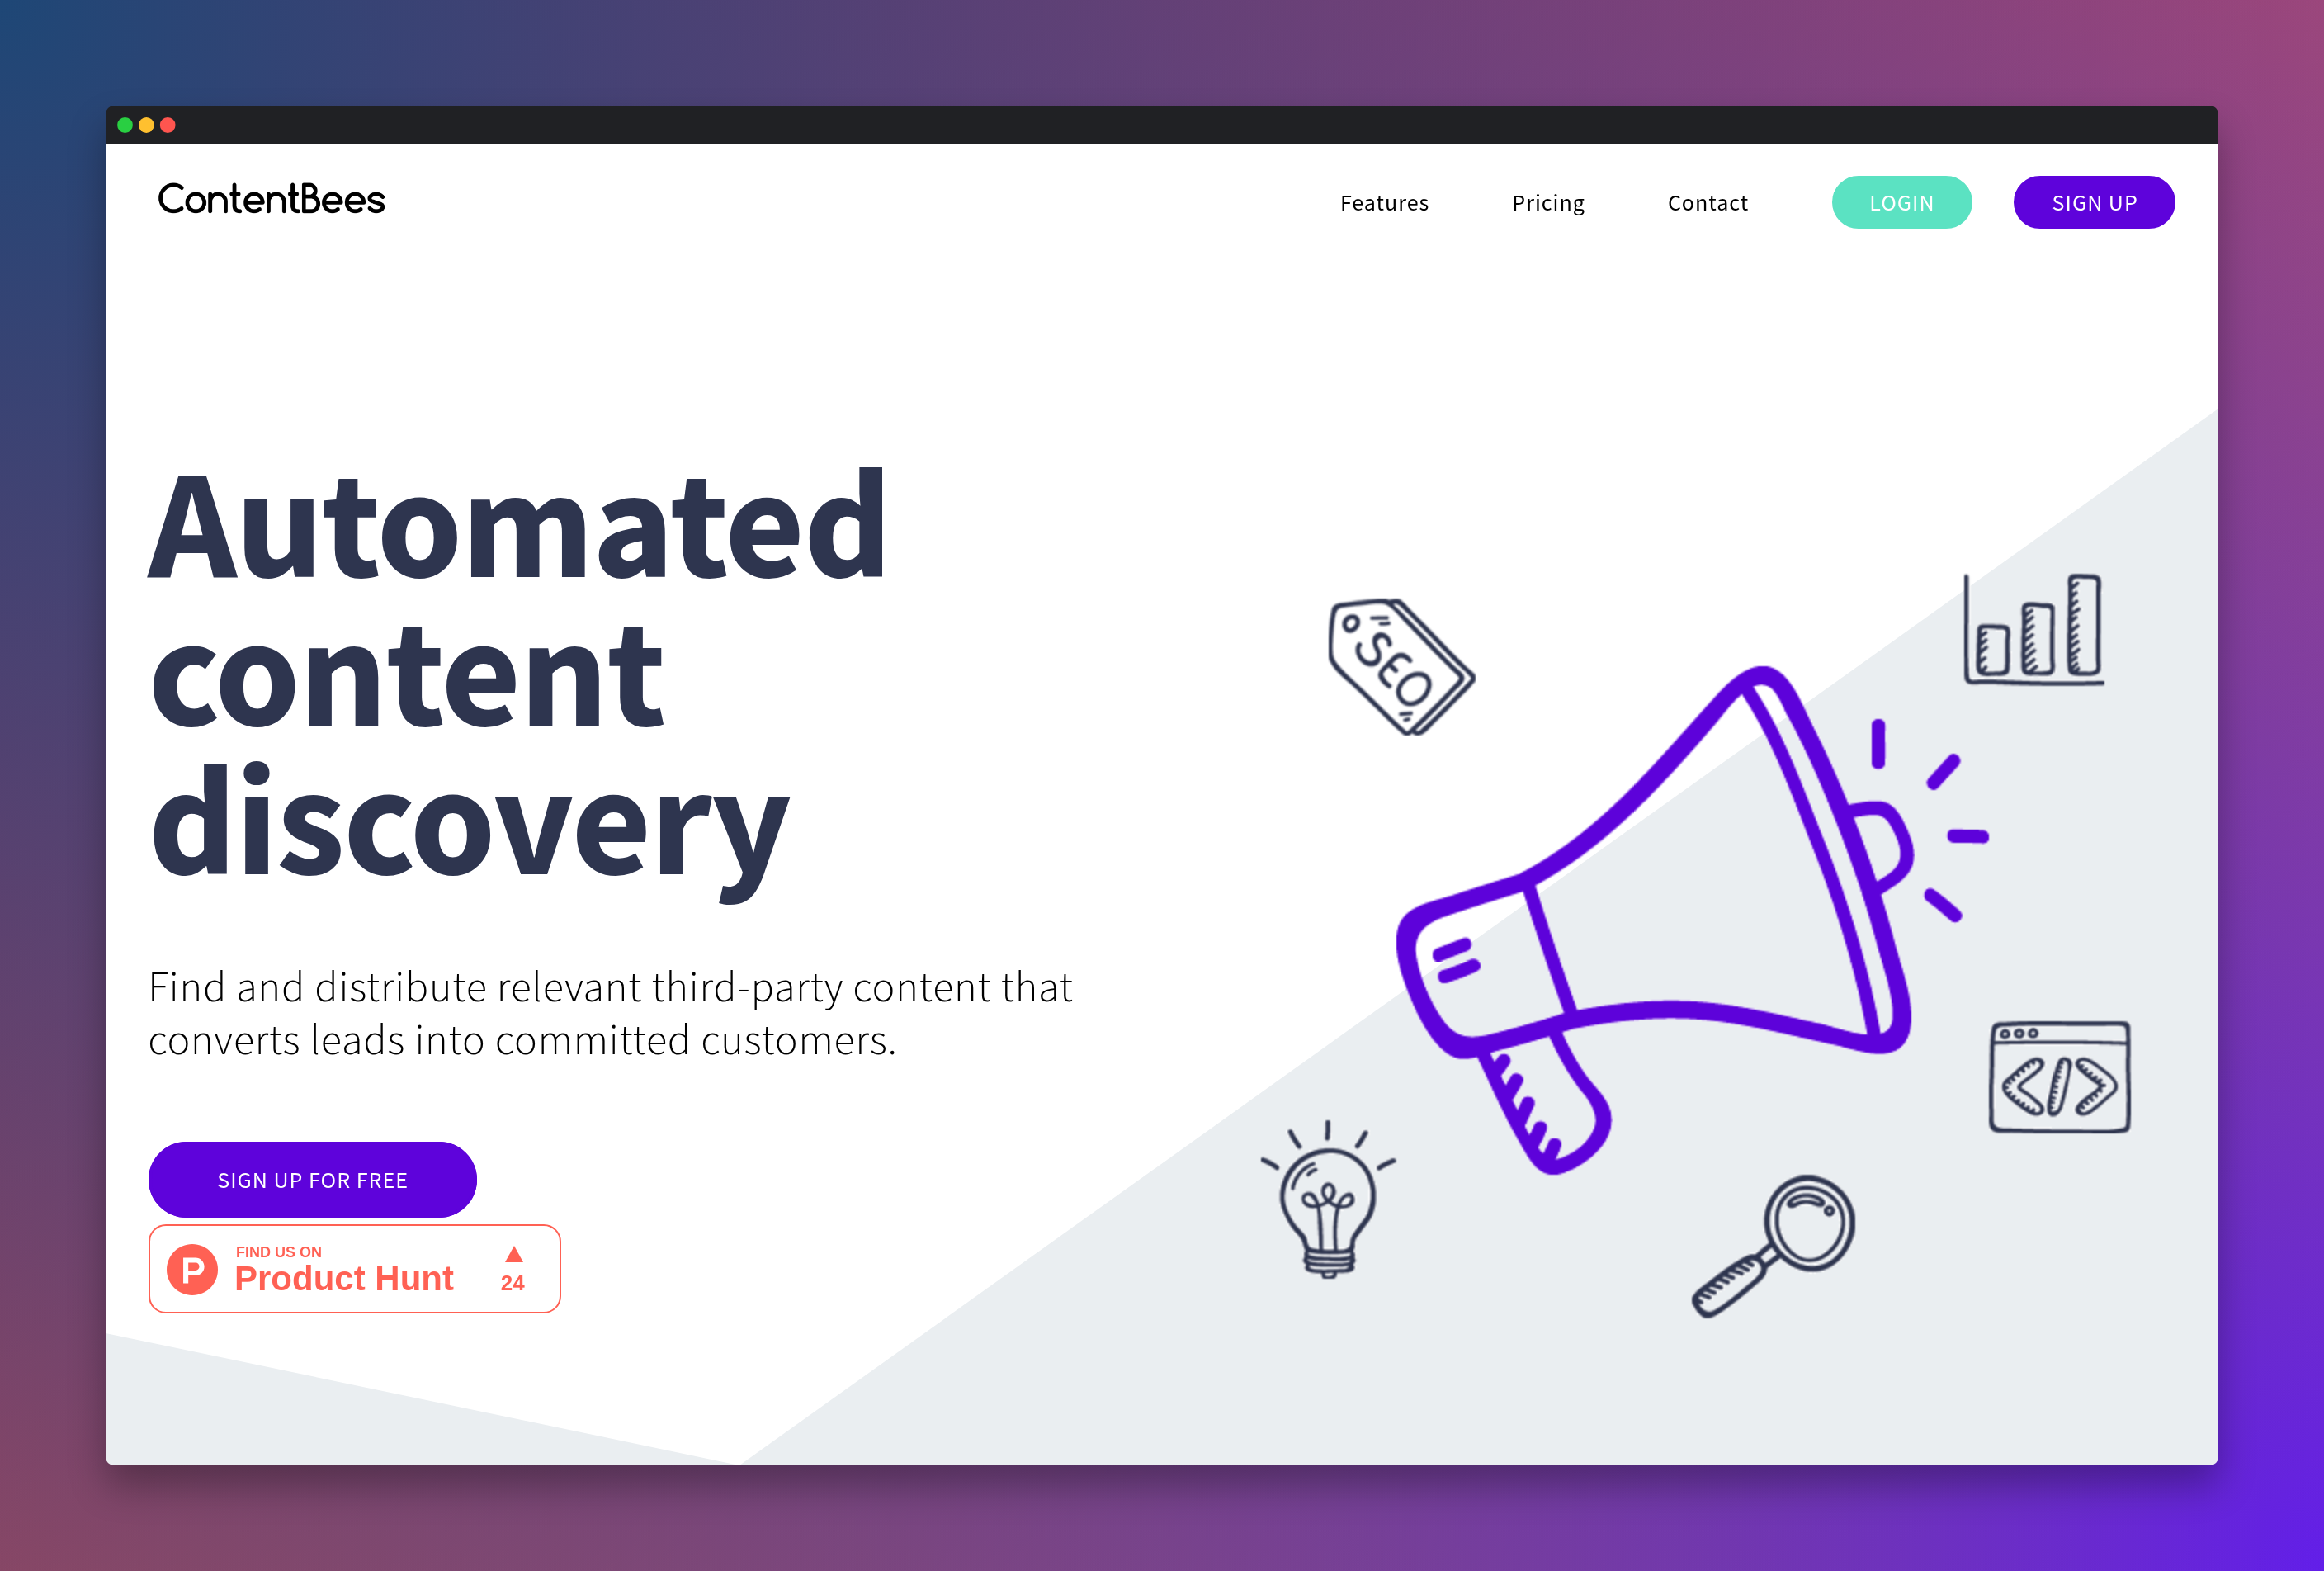 ContentBees
Features
Pricing
Contact
LOGIN
SIGN UP
Automated
content
discovery
Find and distribute relevant third-party content that
converts leads into committed customers.
SIGN UP FOR FREE
P
FIND US ON
Product Hunt
24
SEO